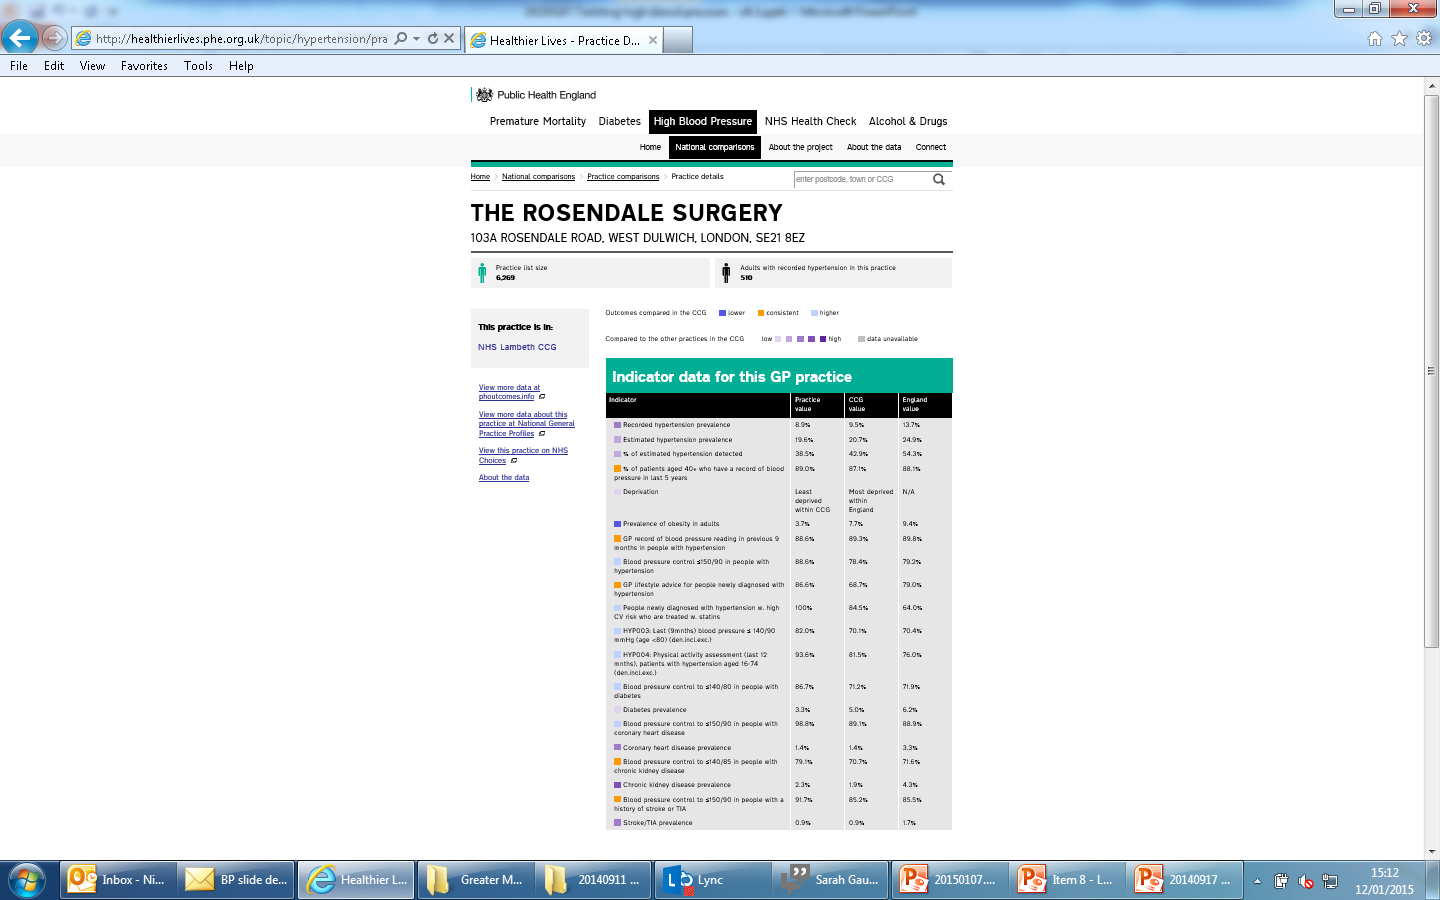 http://healthierlives.phe.org.uk/topic/hypertension/pra
Healthier Lives - Practice D...
File Edit View Favorites Tools Help
Public Health England
Premature Mortality Diabetes High Blood Pressure NHS Health Check Alcohol & Drugs
Home National comparisons About the project About the data Connect
Home > National comparisons > Practice comparisons > Practice details
enter postcode, town or CCG
THE ROSENDALE SURGERY
103A ROSENDALE ROAD, WEST DULWICH, LONDON, SE21 8EZ
Practice list size
6,269
Adults with recorded hypertension in this practice
510
This practice is in:
NHS Lambeth CCG
View more data at
phoutcomes.info
View more data about this
practice at National General
Practice Profiles
View this practice on NHS
Choices
About the data
Outcomes compared in the CCG lower consistent higher
Compared to the other practices in the CCG low high data unavailable
Indicator data for this GP practice
Indicator Practice value CCG value England value
Recorded hypertension prevalence 8.9% 9.5% 13.7%
Estimated hypertension prevalence 19.6% 20.7% 24.9%
% of estimated hypertension detected 38.5% 42.9% 54.3%
% of patients aged 40+ who have a record of blood 89.0% 87.1% 88.1%
pressure in last 5 years
Deprivation Least Most deprived N/A
deprived within
within CCG England
Prevalence of obesity in adults 3.7% 7.7% 9.4%
GP record of blood pressure reading in previous 9 88.6% 89.3% 89.8%
months in people with hypertension
Blood pressure control ≤150/90 in people with 88.6% 78.4% 79.2%
hypertension
GP lifestyle advice for people newly diagnosed with 86.6% 68.7% 79.0%
hypertension
People newly diagnosed with hypertension w. high 100% 84.5% 64.0%
CV risk who are treated w. statins
HYP003: Last (9mnths) blood pressure ≤ 140/90 82.0% 70.1% 70.4%
mmHg (age <80) (den.incl.exc.)
HYP004: Physical activity assessment (last 12 93.6% 81.5% 76.0%
mnths), patients with hypertension aged 16-74
(den.incl.exc.)
Blood pressure control to ≤140/80 in people with 86.7% 71.2% 71.9%
diabetes
Diabetes prevalence 3.3% 5.0% 6.2%
Blood pressure control to ≤150/90 in people with 98.8% 89.1% 88.9%
coronary heart disease
Coronary heart disease prevalence 1.4% 1.4% 3.3%
Blood pressure control to ≤140/85 in people with 79.1% 70.7% 71.6%
chronic kidney disease
Chronic kidney disease prevalence 2.3% 1.9% 4.3%
Blood pressure control to ≤150/90 in people with a 91.7% 85.2% 85.5%
history of stroke or TIA
Stroke/TIA prevalence 0.9% 0.9% 1.7%
Inbox - Ni... BP slide de... Healthier L... Greater M... 20140911 ... Lync Sarah Gau... 20150107.... Item 8 - L... 20140917 ... 15:12
12/01/2015